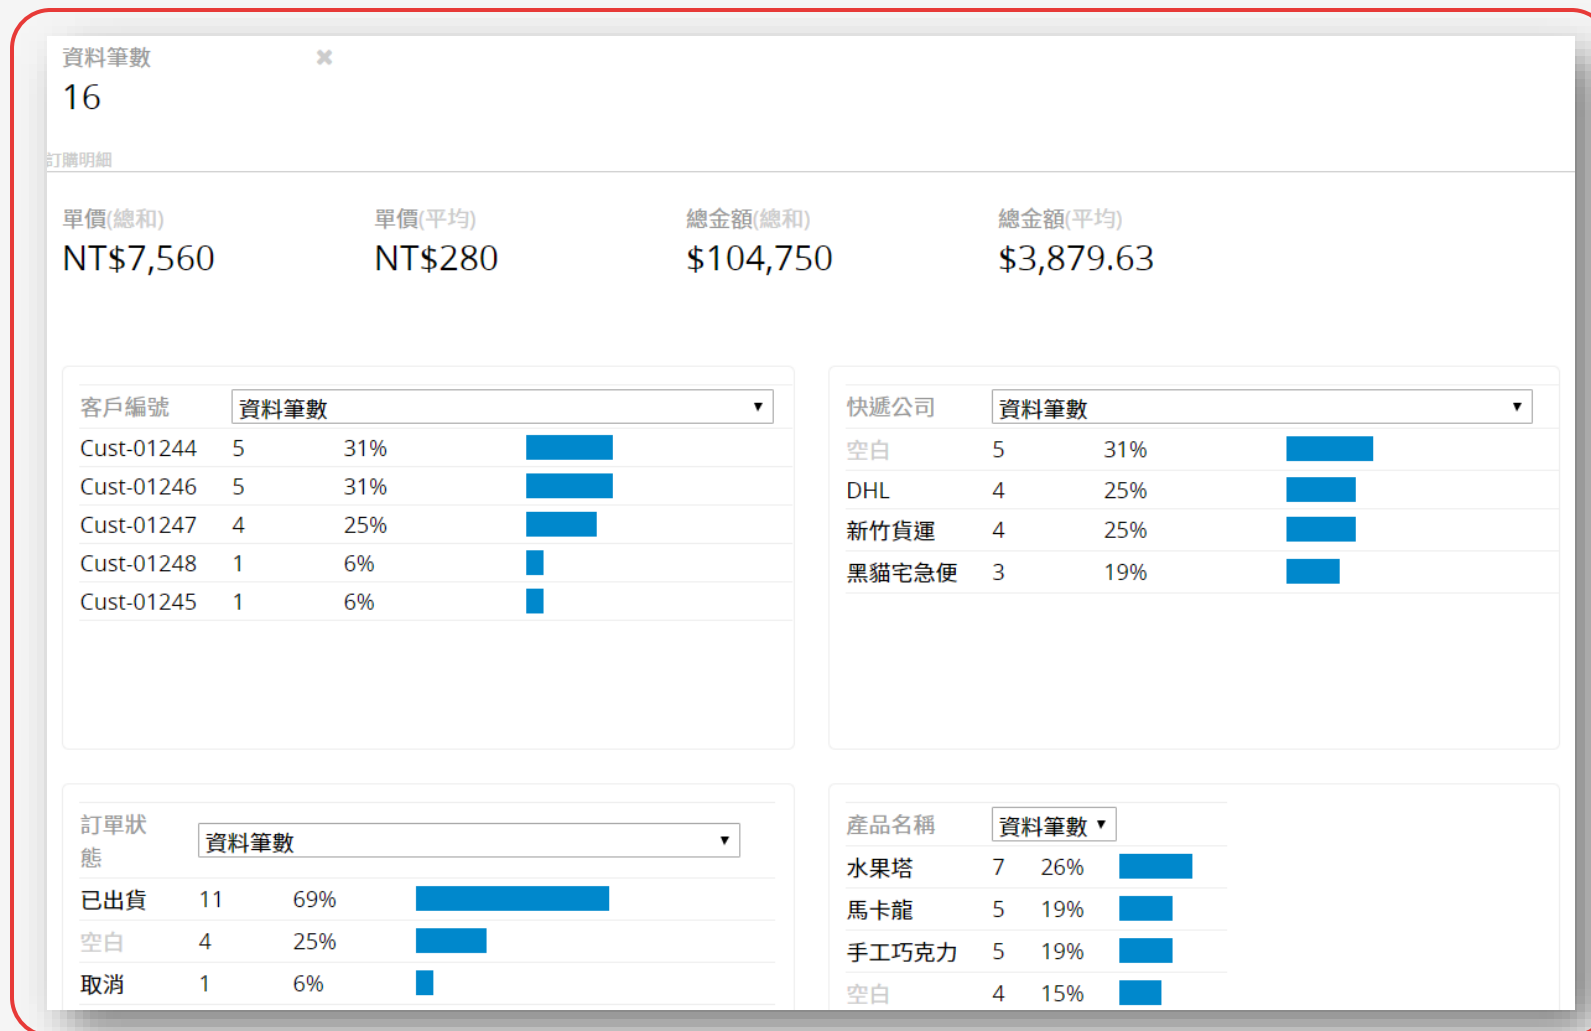 資料筆數 ✖
16
訂購明細
單價(總和) 單價(平均) 總金額(總和) 總金額(平均)
NT$7,560 NT$280 $104,750 $3,879.63
客戶編號 資料筆數 ▼
Cust-01244 5 31%
Cust-01246 5 31%
Cust-01247 4 25%
Cust-01248 1 6%
Cust-01245 1 6%
快遞公司 資料筆數 ▼
空白 5 31%
DHL 4 25%
新竹貨運 4 25%
黑貓宅急便 3 19%
訂單狀
態
資料筆數 ▼
已出貨 11 69%
空白 4 25%
取消 1 6%
產品名稱 資料筆數 ▼
水果塔 7 26%
馬卡龍 5 19%
手工巧克力 5 19%
空白 4 15%